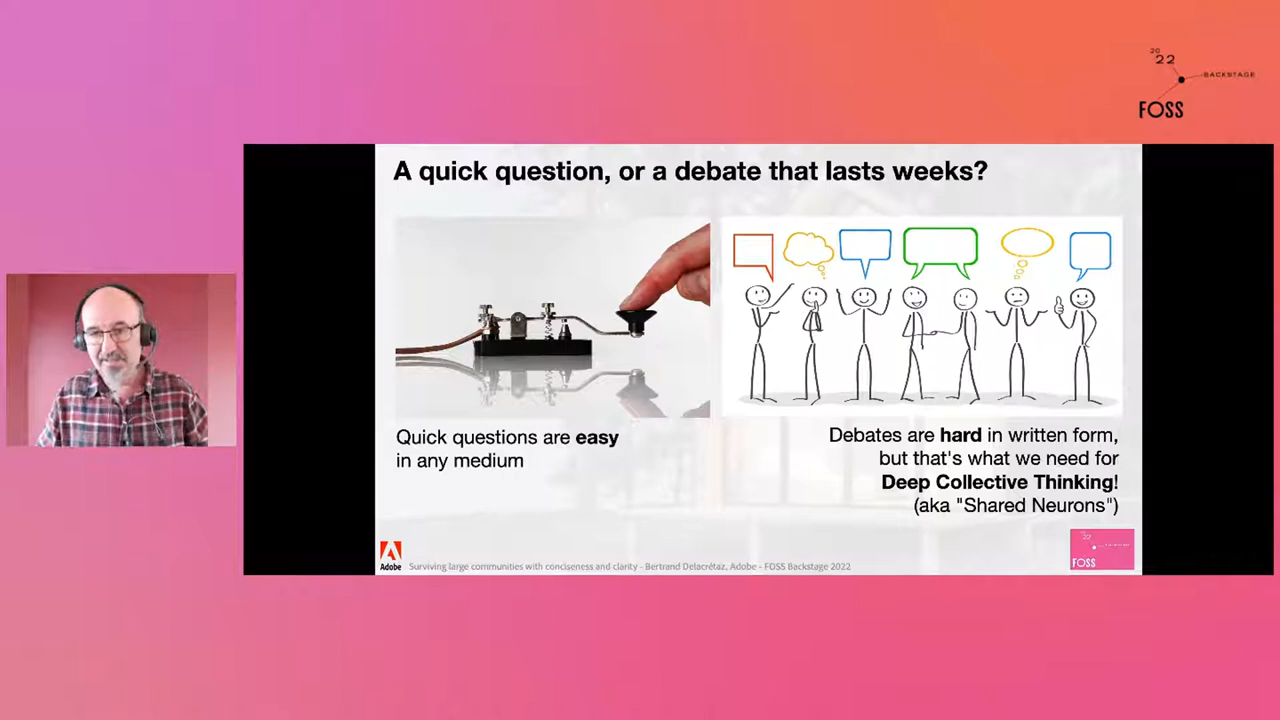 20
22
BACKSTAGE
FOSS
A quick question, or a debate that lasts weeks?
Quick questions are easy
in any medium
Debates are hard in written form,
but that's what we need for
Deep Collective Thinking!
(aka "Shared Neurons")
Adobe
Surviving large communities with conciseness and clarity - Bertrand Delacrétaz, Adobe - FOSS Backstage 2022
22
FOSS